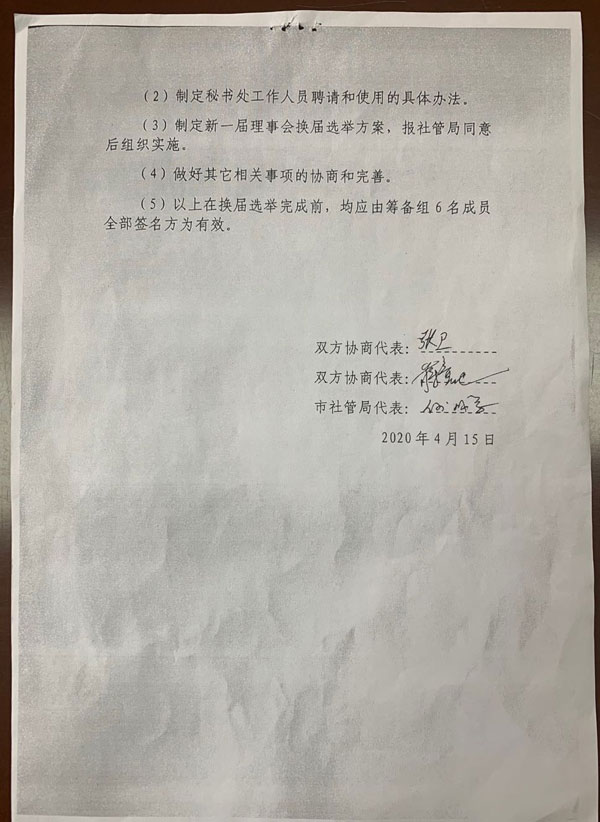 （2）制定秘书处工作人员聘请和使用的具体办法。
（3）制定新一届理事会换届选举方案，报社管局同意
后组织实施。
（4）做好其它相关事项的协商和完善。
（5）以上在换届选举完成前，均应由筹备组6名成员
全部签名方为有效。
双方协商代表：张卫
双方协商代表：
市社管局代表：
2020年4月15日